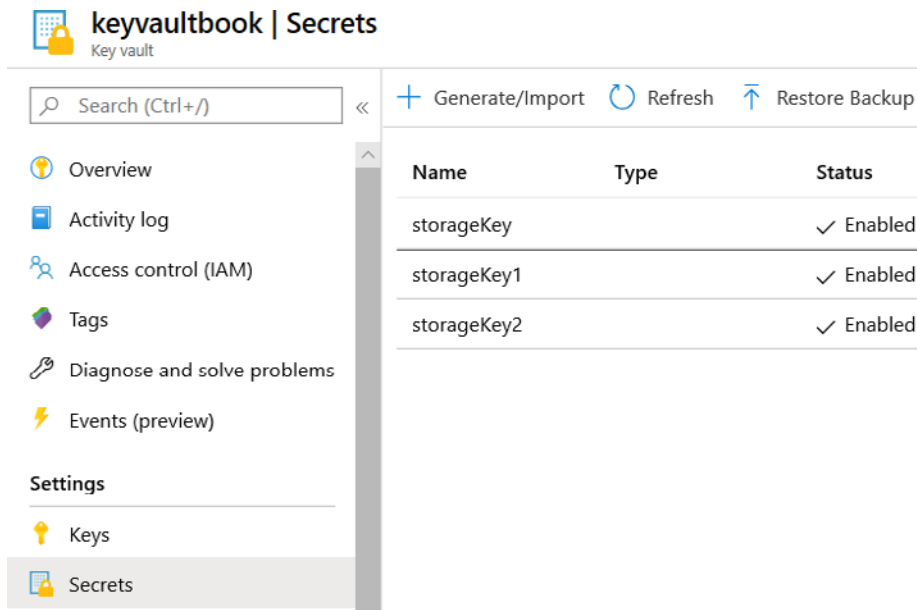 keyvaultbook | Secrets
Key vault
Search (Ctrl+/)
«
Overview
Activity log
Access control (IAM)
Tags
Diagnose and solve problems
Events (preview)
Settings
Keys
Secrets
Generate/Import Refresh Restore Backup
Name Type Status
storageKey Enabled
storageKey1 Enabled
storageKey2 Enabled